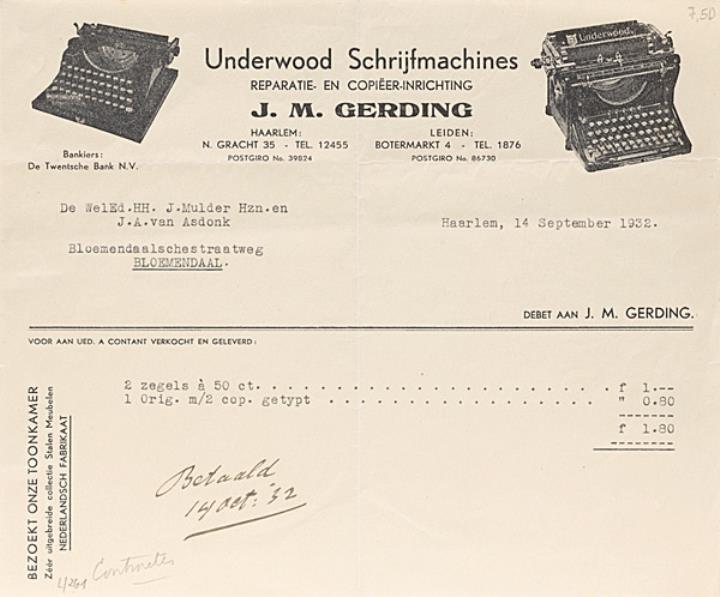 7,50
Underwood
Underwood Schrijfmachines
REPARATIE- EN COPIËER-INRICHTING
J. M. GERDING
HAARLEM:
N. GRACHT 35 - TEL. 12455
POSTGIRO No. 39824
LEIDEN:
BOTERMARKT 4 - TEL. 1876
POSTGIRO No. 86730
Bankiers:
De Twentsche Bank N.V.
De WelEd.HH. J.Mulder Hzn.en
J.A.van Asdonk
Bloemendaalschestraatweg
BLOEMENDAAL.
Haarlem, 14 September 1932.
DEBET AAN J. M. GERDING.
VOOR AAN UED. A CONTANT VERKOCHT EN GELEVERD:
2 zegels à 50 ct. . . . . . . . . . . . . . . . . . . . . . . . . . . f 1.--
1 Orig. m/2 cop. getypt . . . . . . . . . . . . . . . . . . . . " 0.80
-------
f 1.80
--------
Betaald
14 Oct: '32
BEZOEKT ONZE TOONKAMER
Zéér uitgebreide collectie Stalen Meubelen
NEDERLANDSCH FABRIKAAT